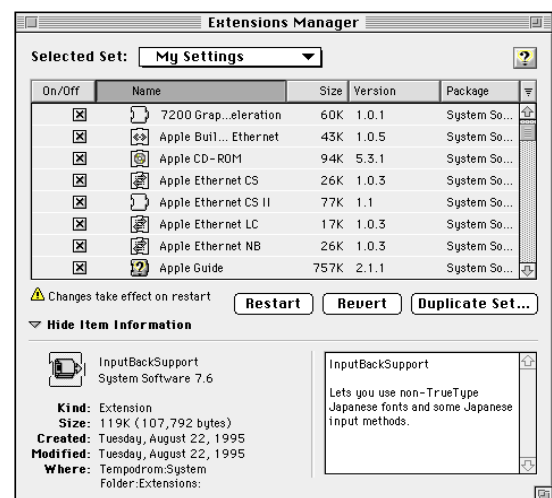 Extensions Manager
Selected Set: My Settings
On/Off Name Size Version Package
7200 Grap...eleration 60K 1.0.1 System So...
Apple Buil... Ethernet 43K 1.0.5 System So...
Apple CD-ROM 94K 5.3.1 System So...
Apple Ethernet CS 26K 1.0.3 System So...
Apple Ethernet CS II 77K 1.1 System So...
Apple Ethernet LC 17K 1.0.3 System So...
Apple Ethernet NB 26K 1.0.3 System So...
Apple Guide 757K 2.1.1 System So...
Changes take effect on restart Restart Revert Duplicate Set...
Hide Item Information
InputBackSupport
System Software 7.6
Kind: Extension
Size: 119K (107,792 bytes)
Created: Tuesday, August 22, 1995
Modified: Tuesday, August 22, 1995
Where: Tempodrom:System
Folder:Extensions:
InputBackSupport
Lets you use non-TrueType
Japanese fonts and some Japanese
input methods.